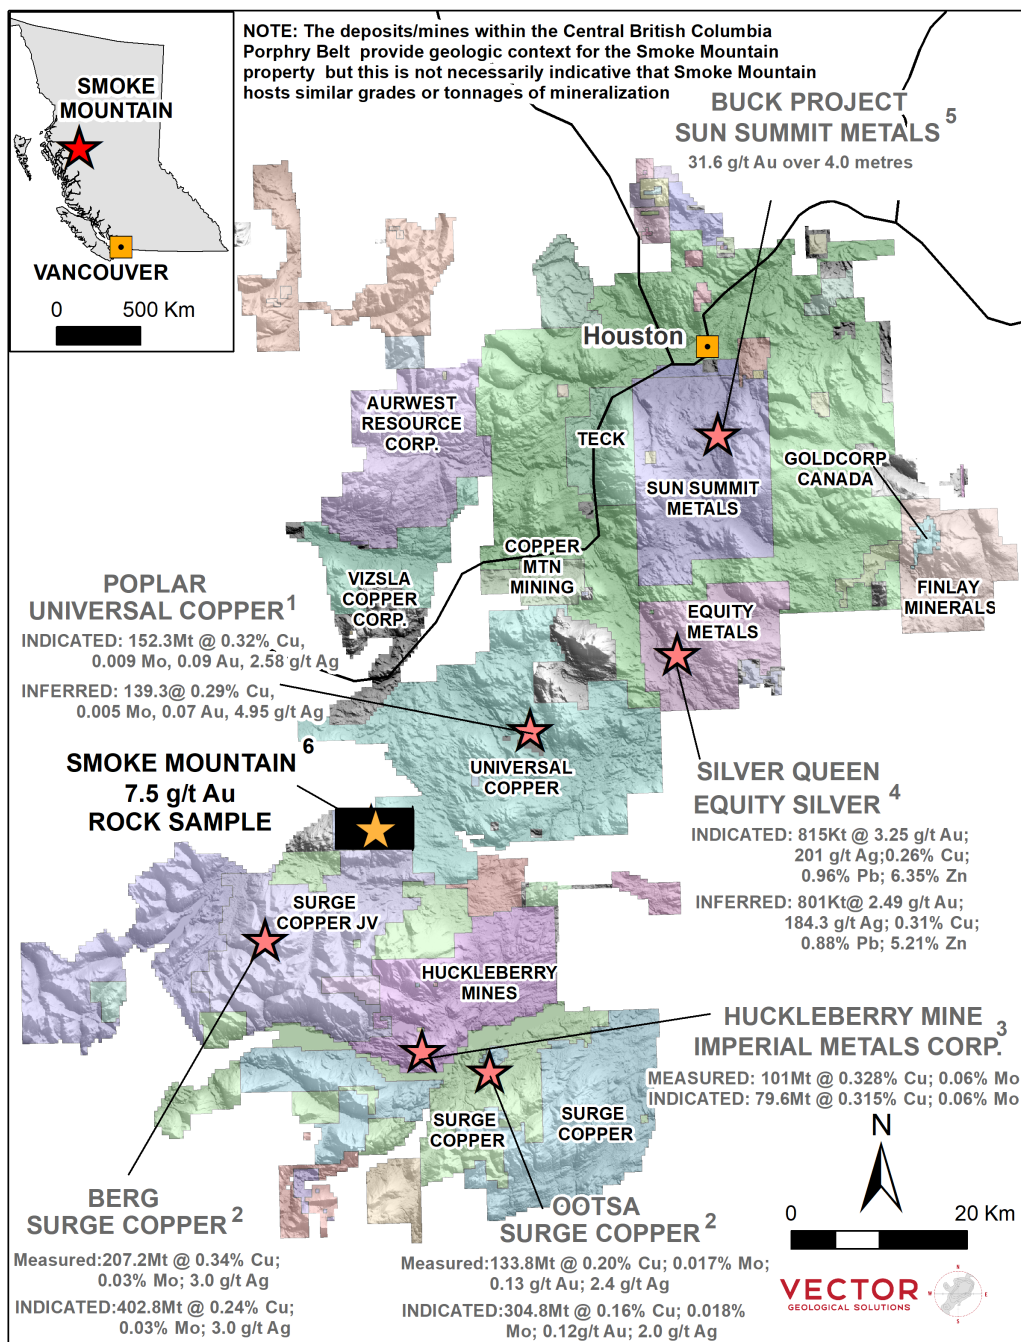 NOTE: The deposits/mines within the Central British Columbia
Porphry Belt provide geologic context for the Smoke Mountain
property but this is not necessarily indicative that Smoke Mountain
hosts similar grades or tonnages of mineralization
SMOKE
MOUNTAIN
VANCOUVER
0 500 Km
BUCK PROJECT
SUN SUMMIT METALS 5
31.6 g/t Au over 4.0 metres
Houston
AURWEST
RESOURCE
CORP.
TECK
SUN SUMMIT
METALS
GOLDCORP
CANADA
COPPER
MTN
MINING
VIZSLA
COPPER
CORP.
EQUITY
METALS
FINLAY
MINERALS
POPLAR
UNIVERSAL COPPER 1
INDICATED: 152.3Mt @ 0.32% Cu,
0.009 Mo, 0.09 Au, 2.58 g/t Ag
INFERRED: 139.3@ 0.29% Cu,
0.005 Mo, 0.07 Au, 4.95 g/t Ag
SMOKE MOUNTAIN 6
7.5 g/t Au
ROCK SAMPLE
UNIVERSAL
COPPER
SILVER QUEEN
EQUITY SILVER 4
INDICATED: 815Kt @ 3.25 g/t Au;
201 g/t Ag;0.26% Cu;
0.96% Pb; 6.35% Zn
INFERRED: 801Kt@ 2.49 g/t Au;
184.3 g/t Ag; 0.31% Cu;
0.88% Pb; 5.21% Zn
SURGE
COPPER JV
HUCKLEBERRY
MINES
HUCKLEBERRY MINE
IMPERIAL METALS CORP. 3
MEASURED: 101Mt @ 0.328% Cu; 0.06% Mo
INDICATED: 79.6Mt @ 0.315% Cu; 0.06% Mo
SURGE
COPPER
SURGE
COPPER
N
0 20 Km
BERG
SURGE COPPER 2
Measured:207.2Mt @ 0.34% Cu;
0.03% Mo; 3.0 g/t Ag
INDICATED:402.8Mt @ 0.24% Cu;
0.03% Mo; 3.0 g/t Ag
OOTSA
SURGE COPPER 2
Measured:133.8Mt @ 0.20% Cu; 0.017% Mo;
0.13 g/t Au; 2.4 g/t Ag
INDICATED:304.8Mt @ 0.16% Cu; 0.018%
Mo; 0.12g/t Au; 2.0 g/t Ag
VECTOR
GEOLOGICAL SOLUTIONS
N
W E
S